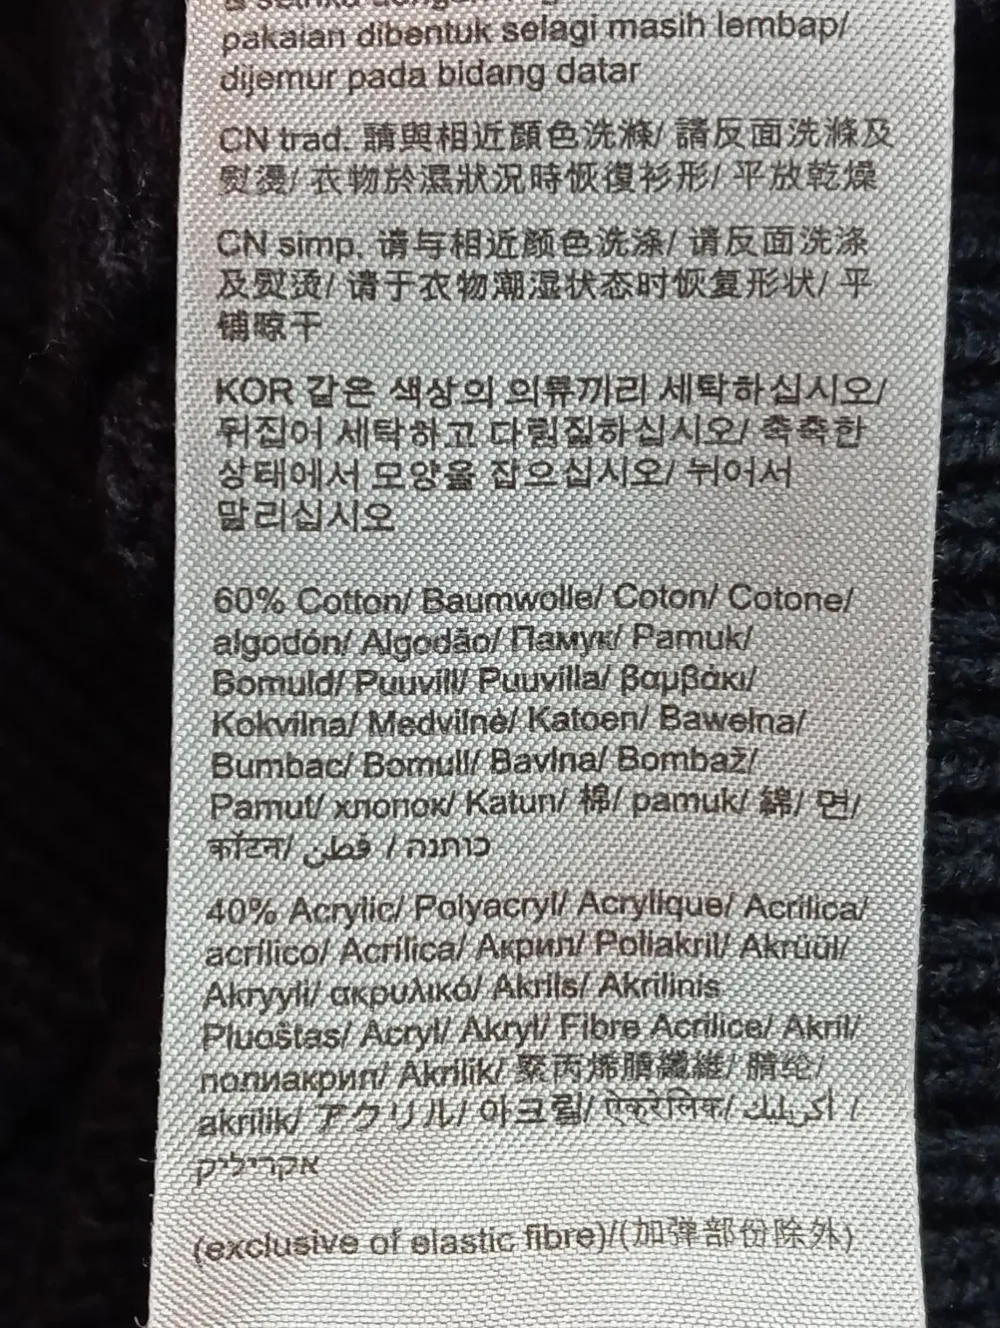 pakaian dibentuk selagi masih lembap/
dijemur pada bidang datar
CN trad. 請與相近顏色洗滌/ 請反面洗滌及
熨燙/ 衣物於濕狀況時恢復衫形/ 平放乾燥
CN simp. 请与相近颜色洗涤/ 请反面洗涤
及熨烫/ 请于衣物潮湿状态时恢复形状/ 平
铺晾干
KOR 같은 색상의 의류끼리 세탁하십시오/
뒤집어 세탁하고 다림질하십시오/ 축축한
상태에서 모양을 잡으십시오/ 뉘어서
말리십시오
60% Cotton/ Baumwolle/ Coton/ Cotone/
algodón/ Algodão/ Памук/ Pamuk/
Bomuld/ Puuvill/ Puuvilla/ βαμβάκι/
Kokvilna/ Medvilnė/ Katoen/ Bawełna/
Bumbac/ Bomull/ Bavlna/ Bombaž/
Pamut/ хлопок/ Katun/ 棉/ pamuk/ 綿/ 면/
कॉटन/ قطن / כותנה
40% Acrylic/ Polyacryl/ Acrylique/ Acrilica/
acrílico/ Acrílica/ Акрил/ Poliakril/ Akrüül/
Akryyli/ ακρυλικό/ Akrils/ Akrilinis
Pluoštas/ Acryl/ Akryl/ Fibre Acrilice/ Akril/
полиакрил/ Akrilik/ 聚丙烯腈纖維/ 腈纶/
akrilik/ アクリル/ 아크릴/ ऐक्रेलिक/ أكريليك /
אקריליק
(exclusive of elastic fibre)/(加弹部份除外)